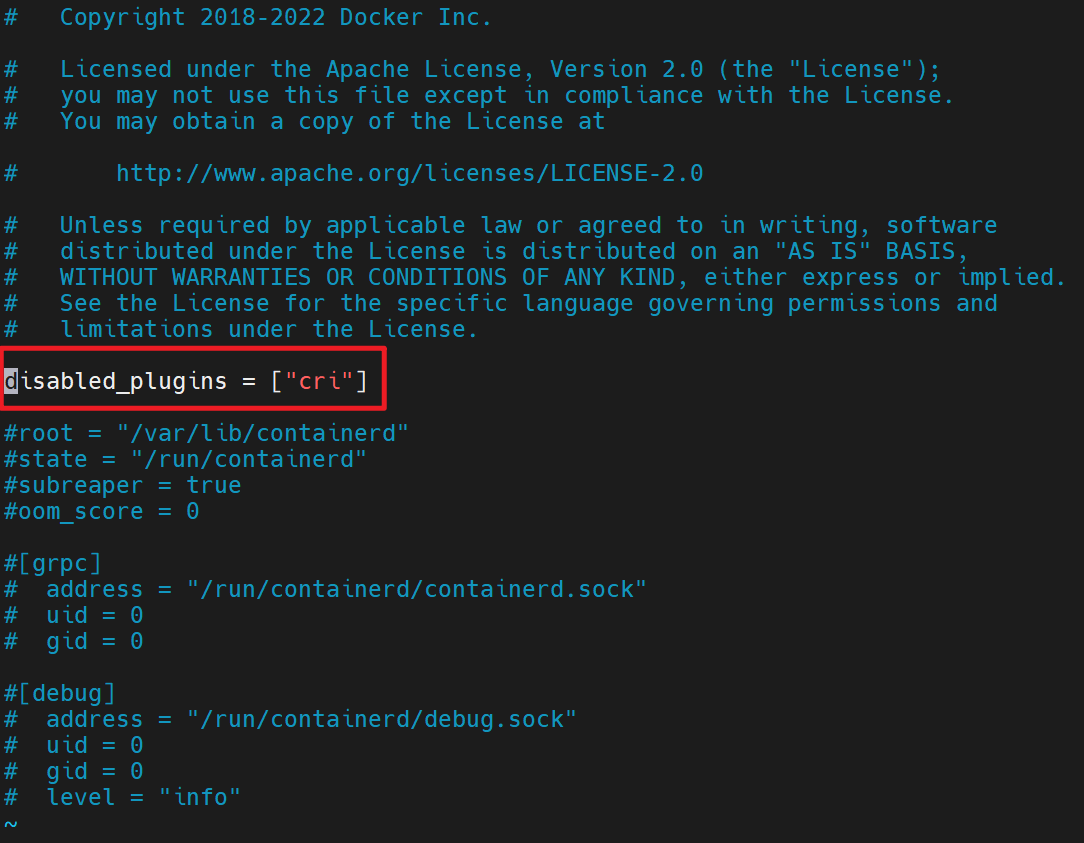 #   Copyright 2018-2022 Docker Inc.
#   Licensed under the Apache License, Version 2.0 (the "License");
#   you may not use this file except in compliance with the License.
#   You may obtain a copy of the License at
#       http://www.apache.org/licenses/LICENSE-2.0
#   Unless required by applicable law or agreed to in writing, software
#   distributed under the License is distributed on an "AS IS" BASIS,
#   WITHOUT WARRANTIES OR CONDITIONS OF ANY KIND, either express or implied.
#   See the License for the specific language governing permissions and
#   limitations under the License.
disabled_plugins = ["cri"]
#root = "/var/lib/containerd"
#state = "/run/containerd"
#subreaper = true
#oom_score = 0
#[grpc]
#  address = "/run/containerd/containerd.sock"
#  uid = 0
#  gid = 0
#[debug]
#  address = "/run/containerd/debug.sock"
#  uid = 0
#  gid = 0
#  level = "info"
~